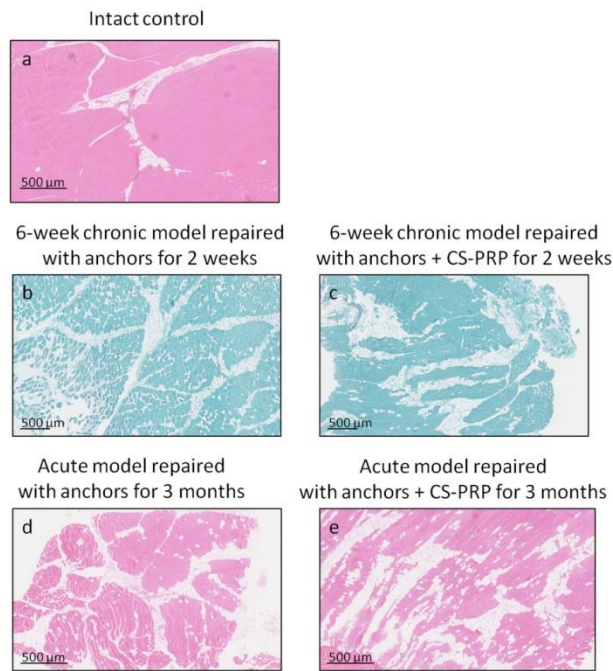 Intact control
a
500 µm
6-week chronic model repaired
with anchors for 2 weeks
6-week chronic model repaired
with anchors + CS-PRP for 2 weeks
b
500 µm
c
500 µm
Acute model repaired
with anchors for 3 months
Acute model repaired
with anchors + CS-PRP for 3 months
d
500 µm
e
500 µm